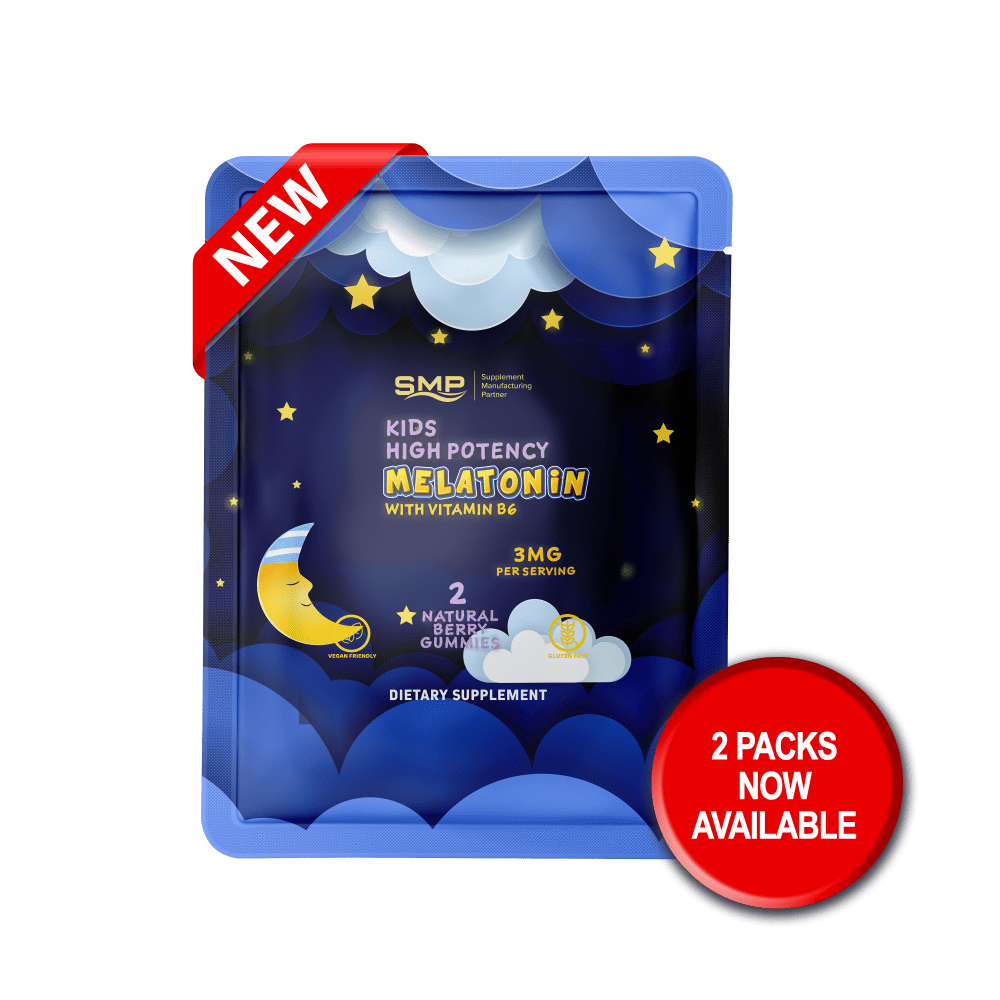 NEW
SMP
Supplement
Manufacturing
Partner
KIDS
HIGH POTENCY
MELATONIN
WITH VITAMIN B6
3MG
PER SERVING
2
NATURAL
BERRY
GUMMIES
VEGAN FRIENDLY
GLUTEN FREE
DIETARY SUPPLEMENT
2 PACKS
NOW
AVAILABLE